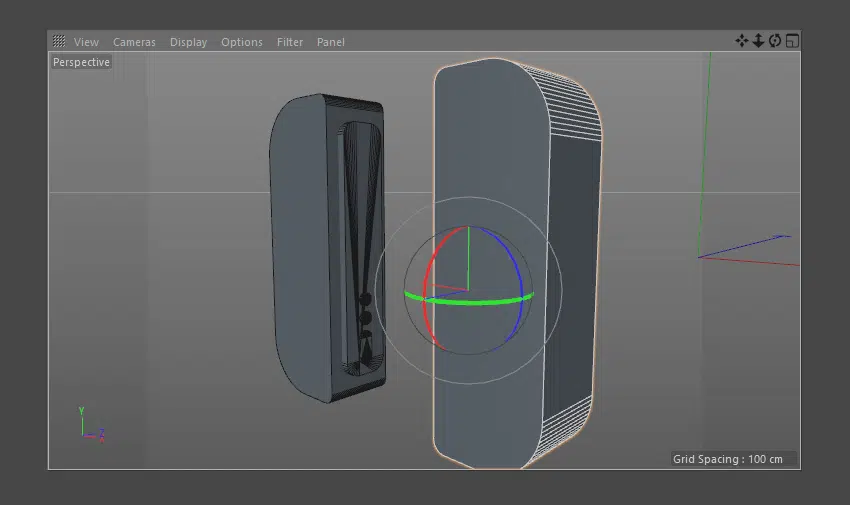 View Cameras Display Options Filter Panel
Perspective
Y
Z
X
Grid Spacing : 100 cm